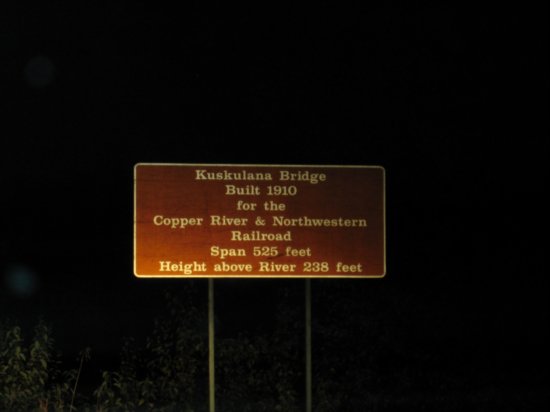 Kuskulana Bridge
Built 1910
for the
Copper River & Northwestern
Railroad
Span 525 feet
Height above River 238 feet